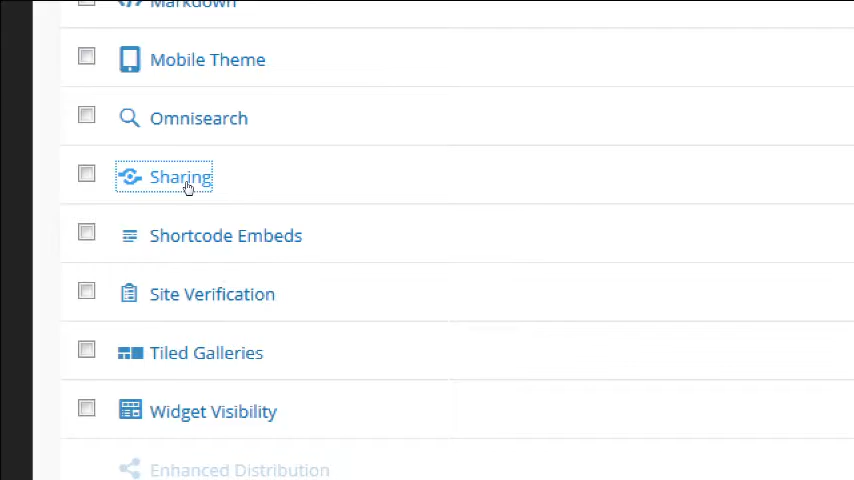 Markdown
Mobile Theme
Omnisearch
Sharing
Shortcode Embeds
Site Verification
Tiled Galleries
Widget Visibility
Enhanced Distribution